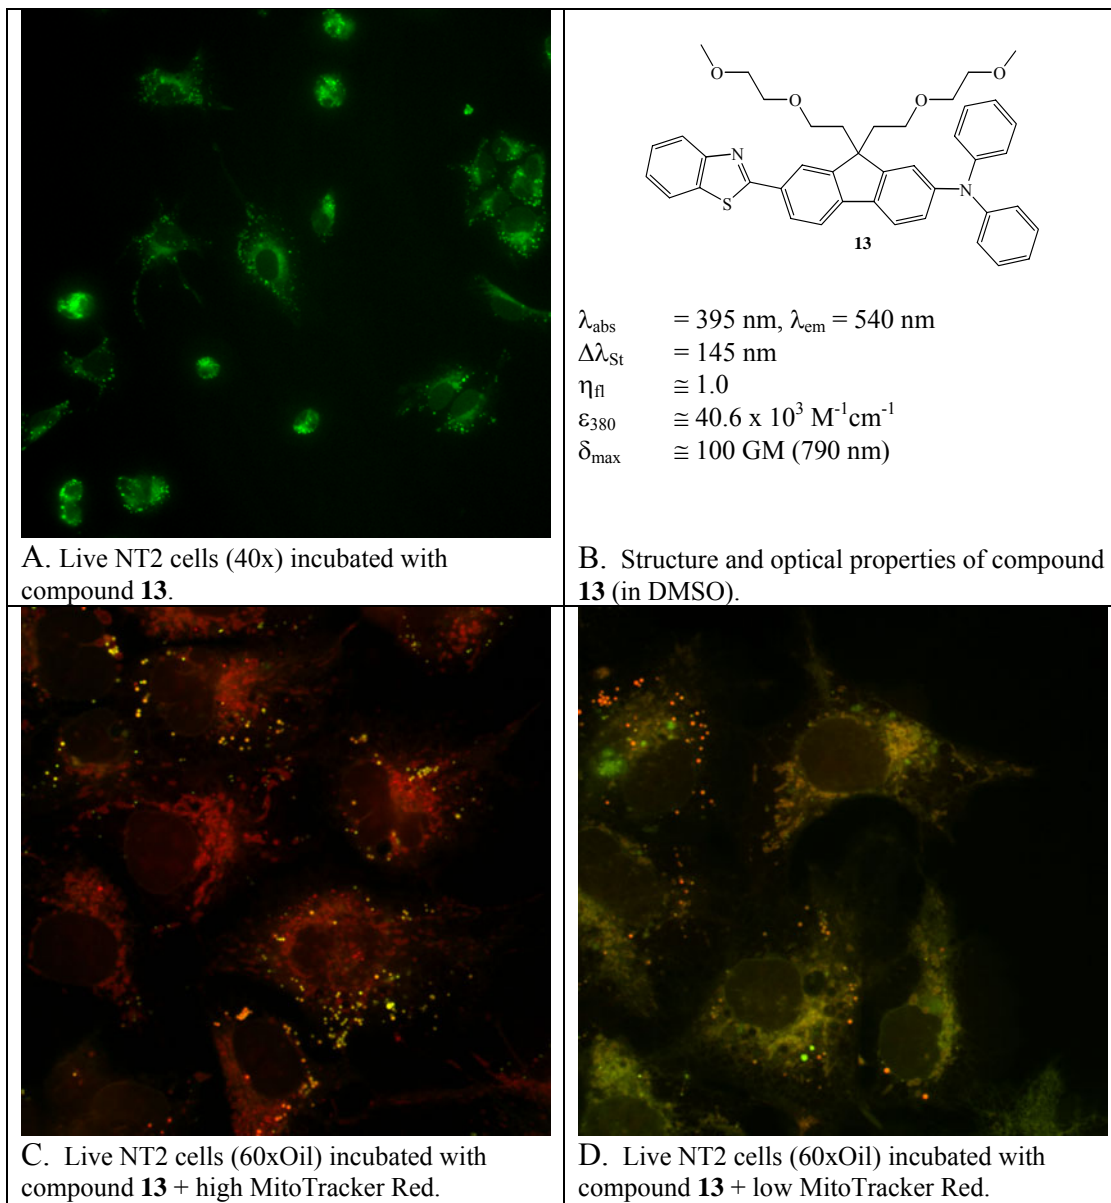 O
O
O
O
N
S
N
13
λabs = 395 nm, λem = 540 nm
ΔλSt = 145 nm
ηfl ≅ 1.0
ε380 ≅ 40.6 x 10³ M⁻¹cm⁻¹
δmax ≅ 100 GM (790 nm)
A. Live NT2 cells (40x) incubated with
compound 13.
B. Structure and optical properties of compound
13 (in DMSO).
C. Live NT2 cells (60xOil) incubated with
compound 13 + high MitoTracker Red.
D. Live NT2 cells (60xOil) incubated with
compound 13 + low MitoTracker Red.